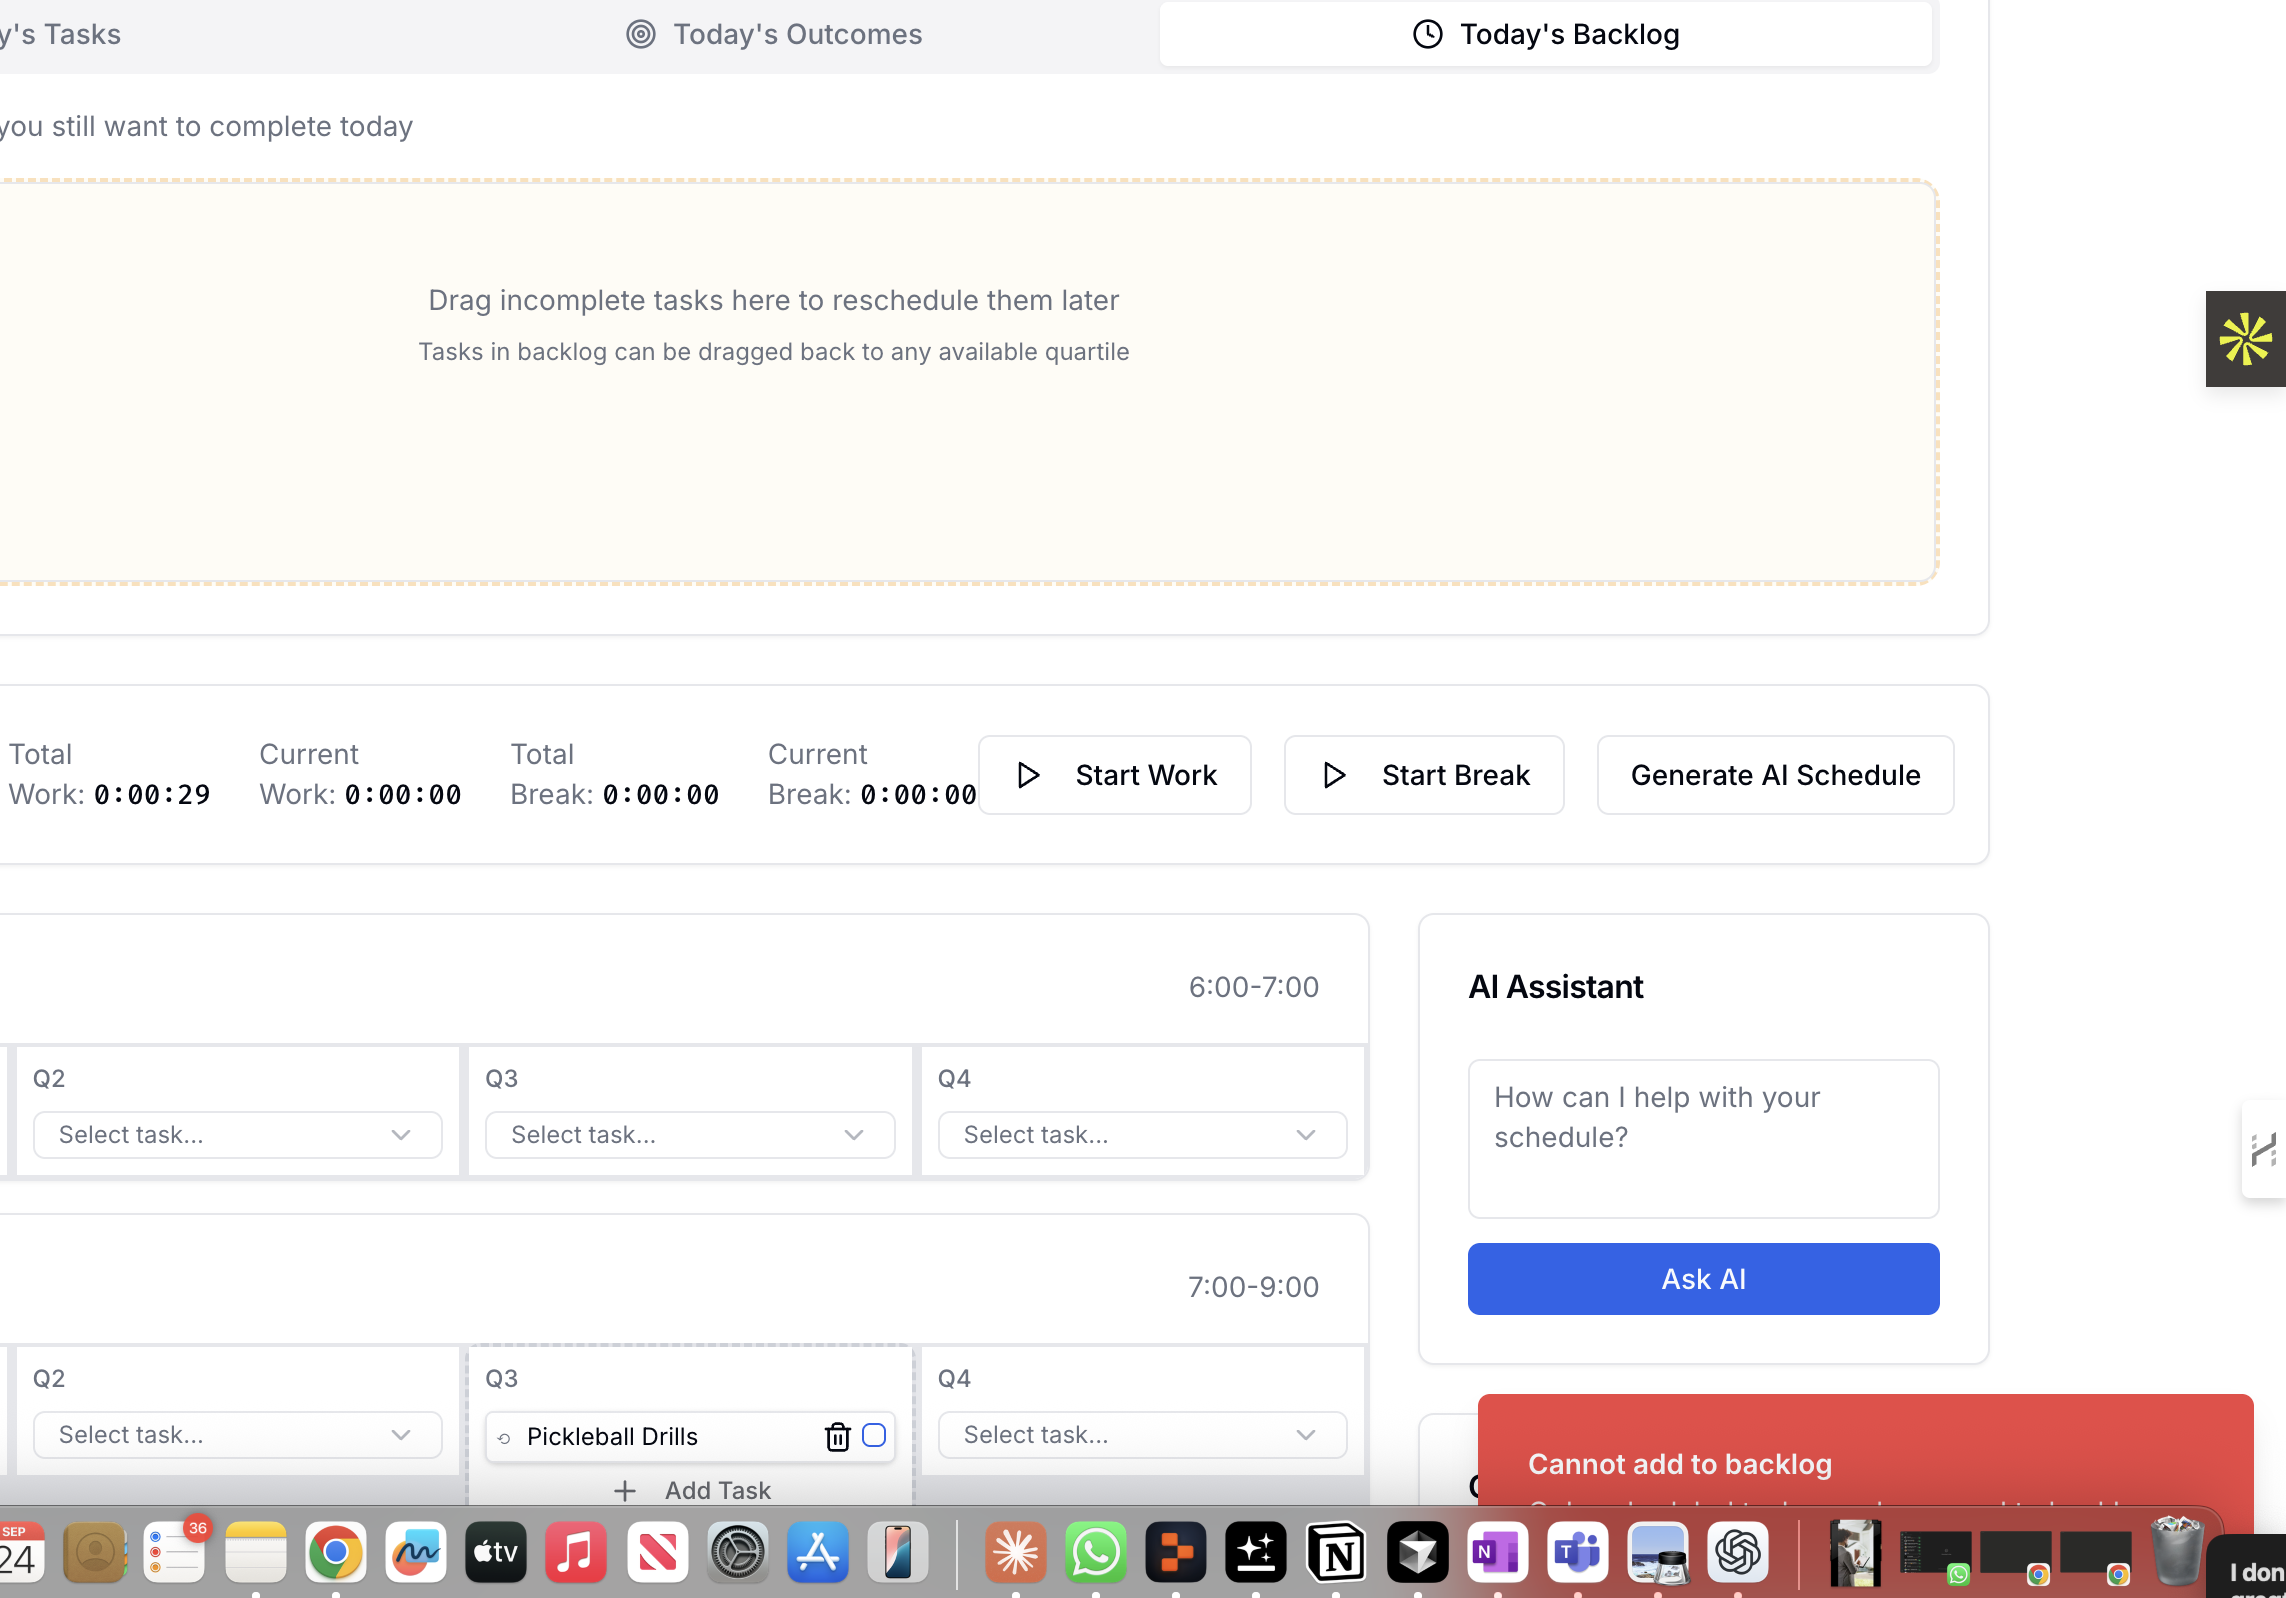 y's Tasks
Today's Outcomes
Today's Backlog
you still want to complete today
Drag incomplete tasks here to reschedule them later
Tasks in backlog can be dragged back to any available quartile
Total
Work: 0:00:29
Current
Work: 0:00:00
Total
Break: 0:00:00
Current
Break: 0:00:00
Start Work
Start Break
Generate AI Schedule
6:00-7:00
Q2
Q3
Q4
Select task...
Select task...
Select task...
AI Assistant
How can I help with your
schedule?
Ask AI
7:00-9:00
Q2
Q3
Q4
Select task...
Pickleball Drills
Select task...
Add Task
Cannot add to backlog
SEP
24
36
tv
N
N
T
I don